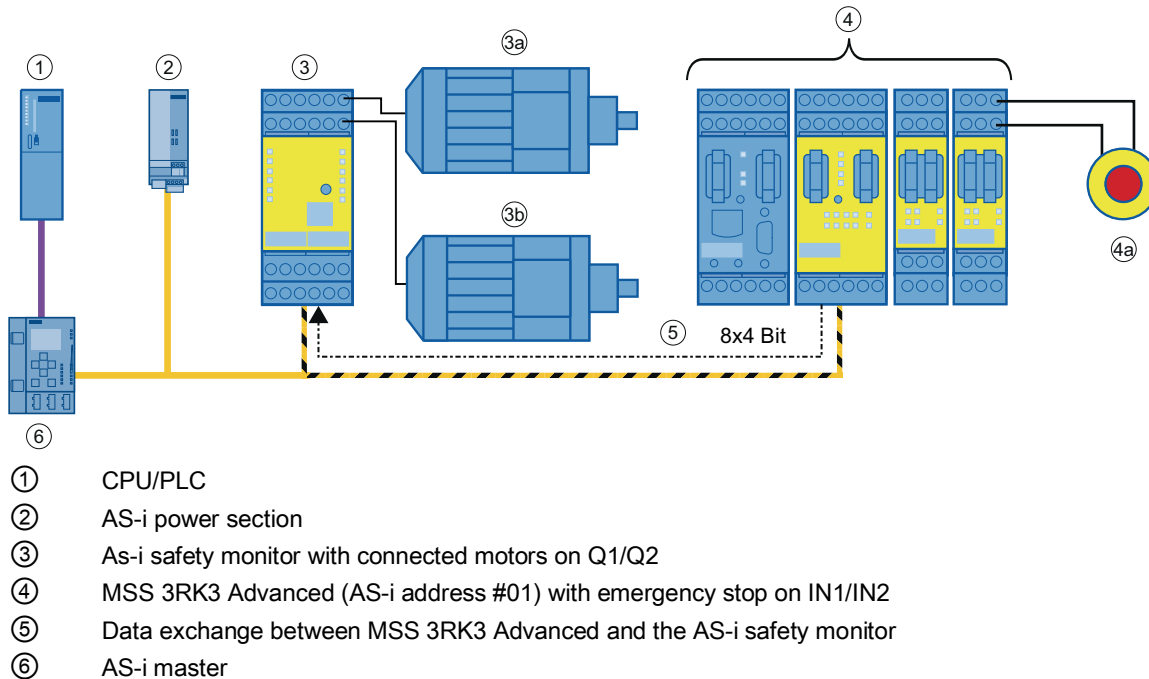 ① ② ③ 3a ④
3b 4a
⑤ 8x4 Bit
⑥
① CPU/PLC
② AS-i power section
③ As-i safety monitor with connected motors on Q1/Q2
④ MSS 3RK3 Advanced (AS-i address #01) with emergency stop on IN1/IN2
⑤ Data exchange between MSS 3RK3 Advanced and the AS-i safety monitor
⑥ AS-i master